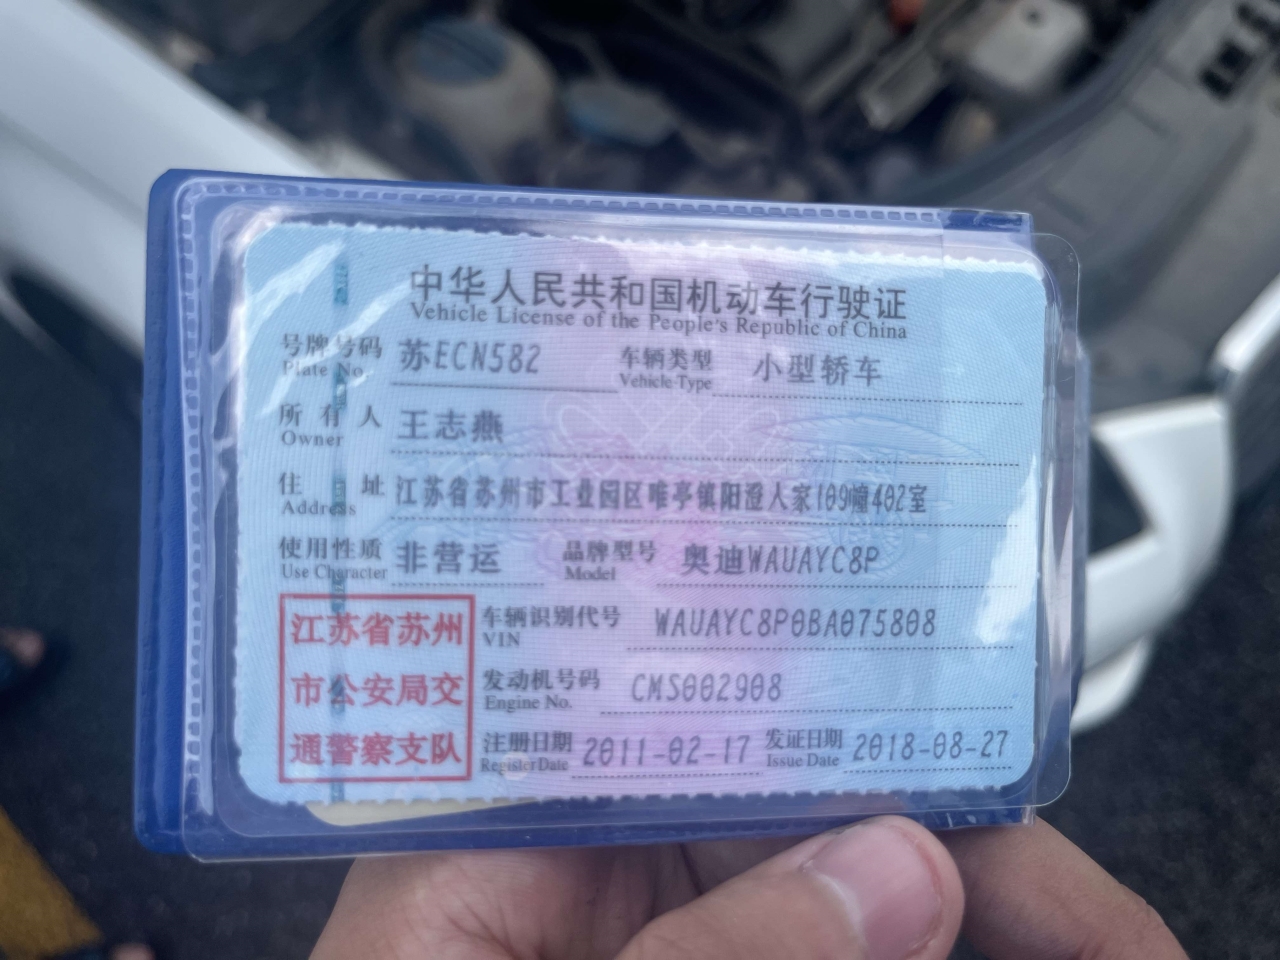 中华人民共和国机动车行驶证
Vehicle License of the People's Republic of China
号牌号码 苏ECN582 车辆类型 小型轿车
Plate No. Vehicle Type
所有人 王志燕
Owner
住址 江苏省苏州市工业园区唯亭镇阳澄人家109幢402室
Address
使用性质 非营运 品牌型号 奥迪WAUAYC8P
Use Character Model
江苏省苏州
市公安局交
通警察支队
车辆识别代号 WAUAYC8P0BA075808
VIN
发动机号码 CMS002908
Engine No.
注册日期 2011-02-17 发证日期 2018-08-27
Register Date Issue Date